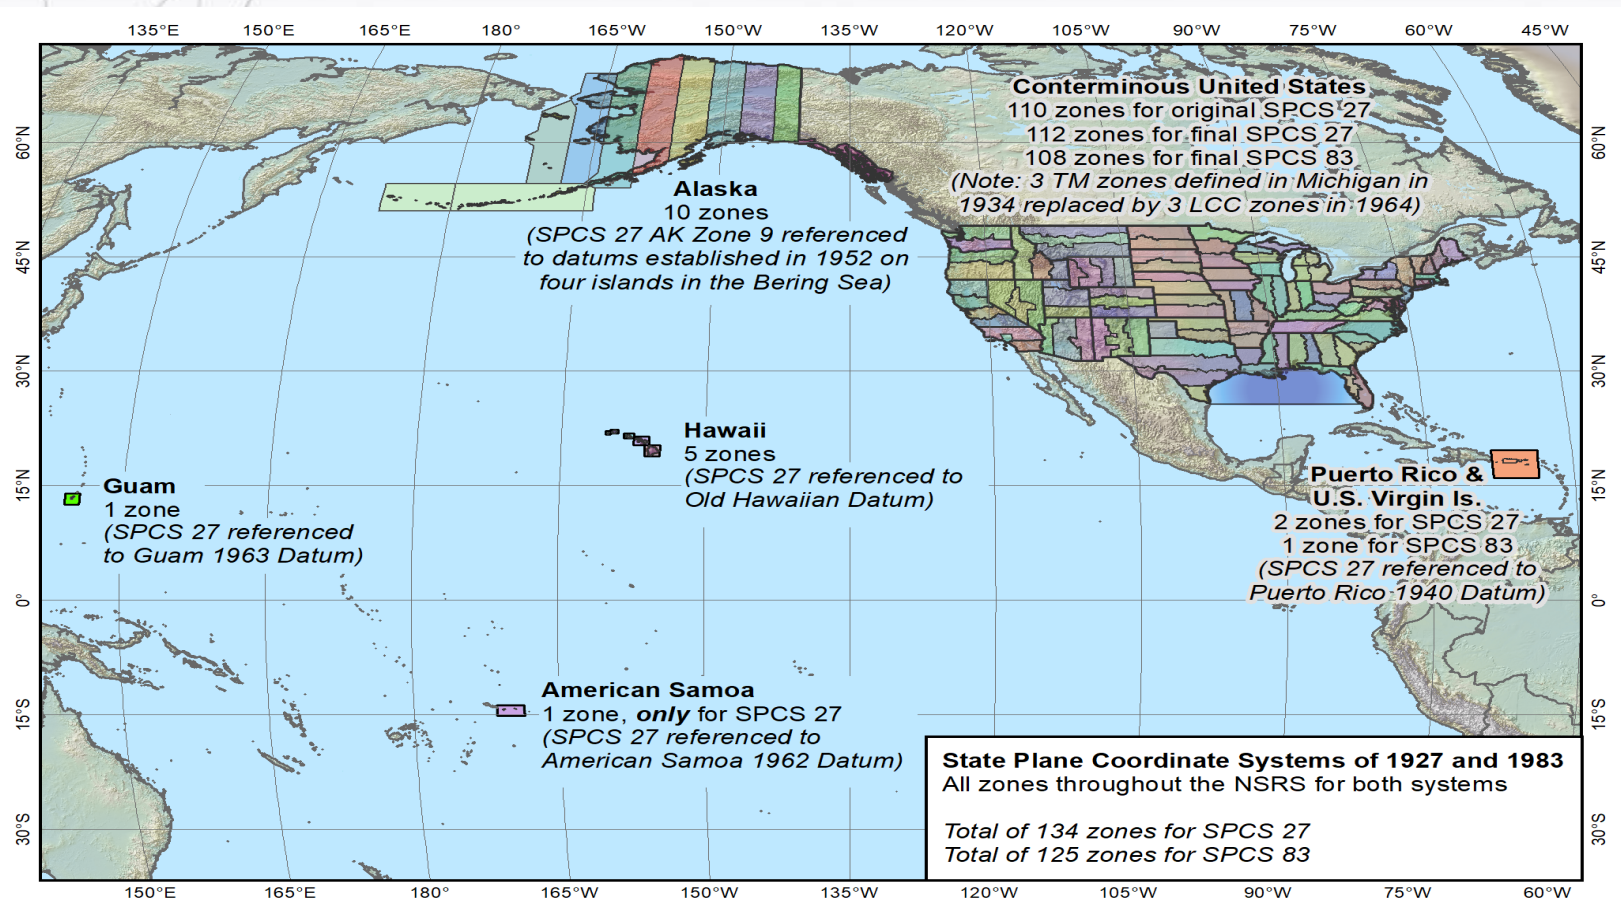 135°E 150°E 165°E 180° 165°W 150°W 135°W 120°W 105°W 90°W 75°W 60°W 45°W
60°N
45°N
30°N
15°N
0°
15°S
30°S
Conterminous United States
110 zones for original SPCS 27
112 zones for final SPCS 27
108 zones for final SPCS 83
(Note: 3 TM zones defined in Michigan in
1934 replaced by 3 LCC zones in 1964)
Alaska
10 zones
(SPCS 27 AK Zone 9 referenced
to datums established in 1952 on
four islands in the Bering Sea)
Hawaii
5 zones
(SPCS 27 referenced to
Old Hawaiian Datum)
Guam
1 zone
(SPCS 27 referenced
to Guam 1963 Datum)
Puerto Rico &
U.S. Virgin Is.
2 zones for SPCS 27
1 zone for SPCS 83
(SPCS 27 referenced to
Puerto Rico 1940 Datum)
American Samoa
1 zone, only for SPCS 27
(SPCS 27 referenced to
American Samoa 1962 Datum)
State Plane Coordinate Systems of 1927 and 1983
All zones throughout the NSRS for both systems
Total of 134 zones for SPCS 27
Total of 125 zones for SPCS 83
60°N
45°N
30°N
15°N
0°
15°S
30°S
150°E 165°E 180° 165°W 150°W 135°W 120°W 105°W 90°W 75°W 60°W